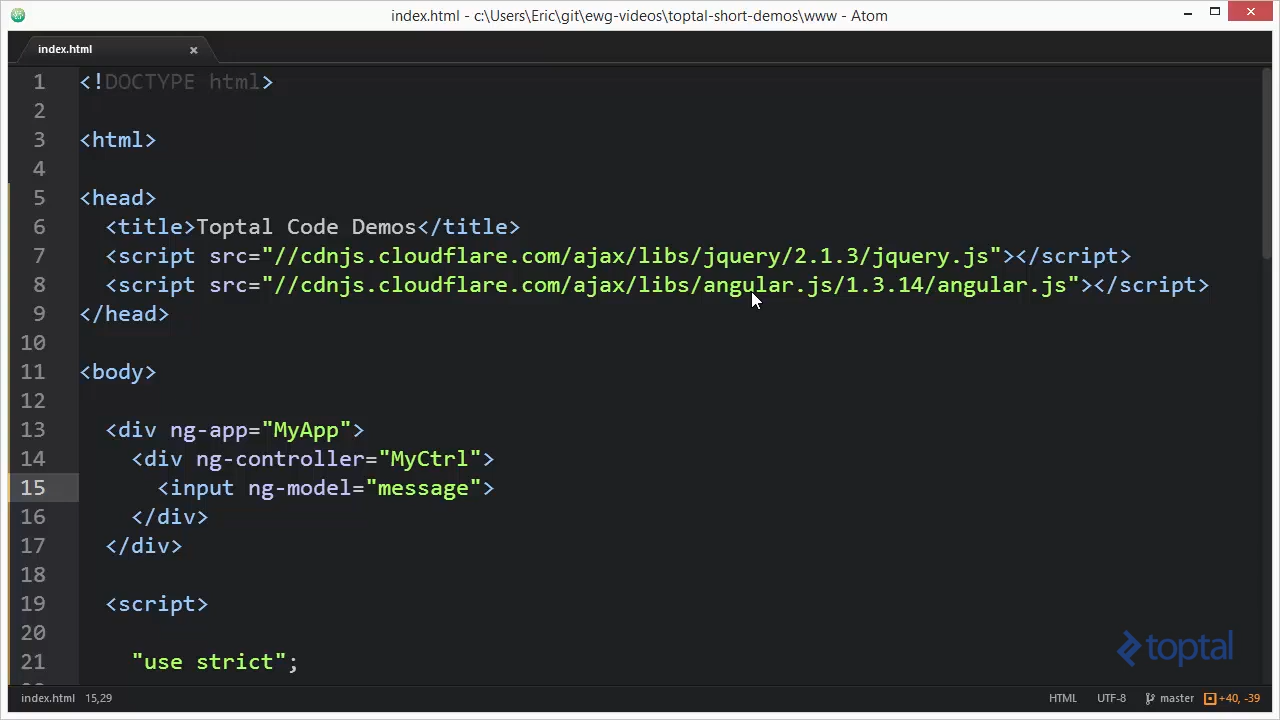 index.html - c:\Users\Eric\git\ewg-videos\toptal-short-demos\www - Atom
index.html
1 <!DOCTYPE html>
2
3 <html>
4
5 <head>
6 <title>Toptal Code Demos</title>
7 <script src="//cdnjs.cloudflare.com/ajax/libs/jquery/2.1.3/jquery.js"></script>
8 <script src="//cdnjs.cloudflare.com/ajax/libs/angular.js/1.3.14/angular.js"></script>
9 </head>
10
11 <body>
12
13 <div ng-app="MyApp">
14 <div ng-controller="MyCtrl">
15 <input ng-model="message">
16 </div>
17 </div>
18
19 <script>
20
21 "use strict";
toptal
index.html 15,29 HTML UTF-8 master +40, -39